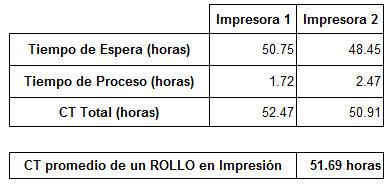 Impresora 1 Impresora 2
Tiempo de Espera (horas) 50.75 48.45
Tiempo de Proceso (horas) 1.72 2.47
CT Total (horas) 52.47 50.91
CT promedio de un ROLLO en Impresión 51.69 horas